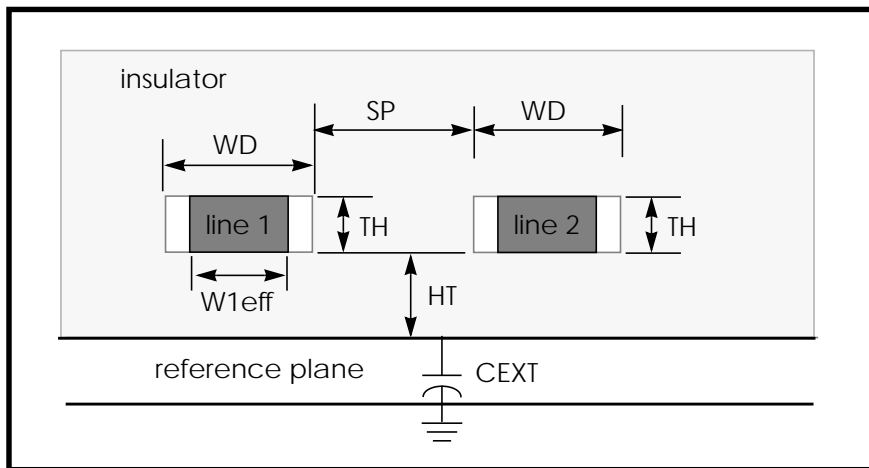 insulator
SP
WD
WD
line 1
TH
line 2
TH
W1eff
HT
reference plane
CEXT